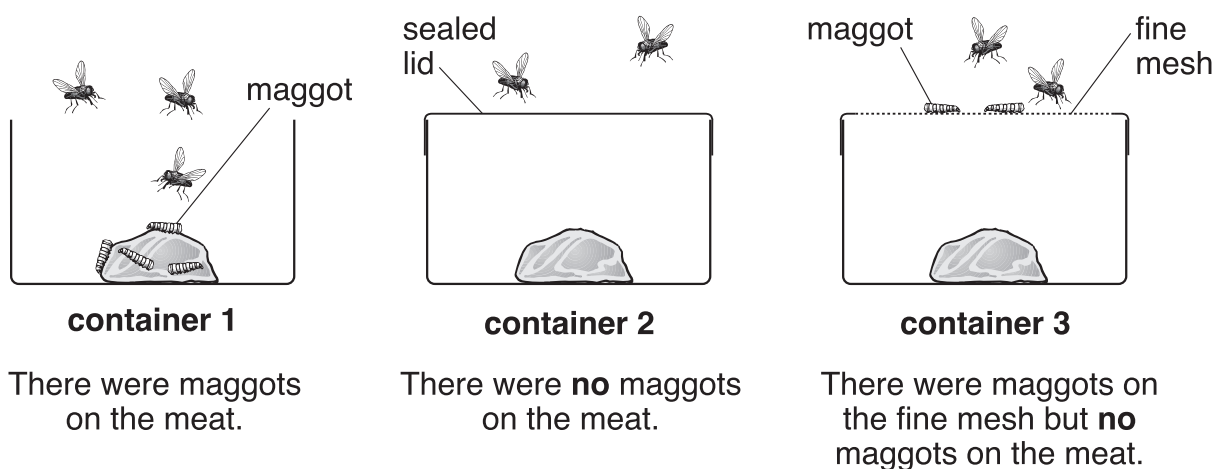 maggot
sealed
lid
maggot
fine
mesh
container 1
There were maggots
on the meat.
container 2
There were no maggots
on the meat.
container 3
There were maggots on
the fine mesh but no
maggots on the meat.